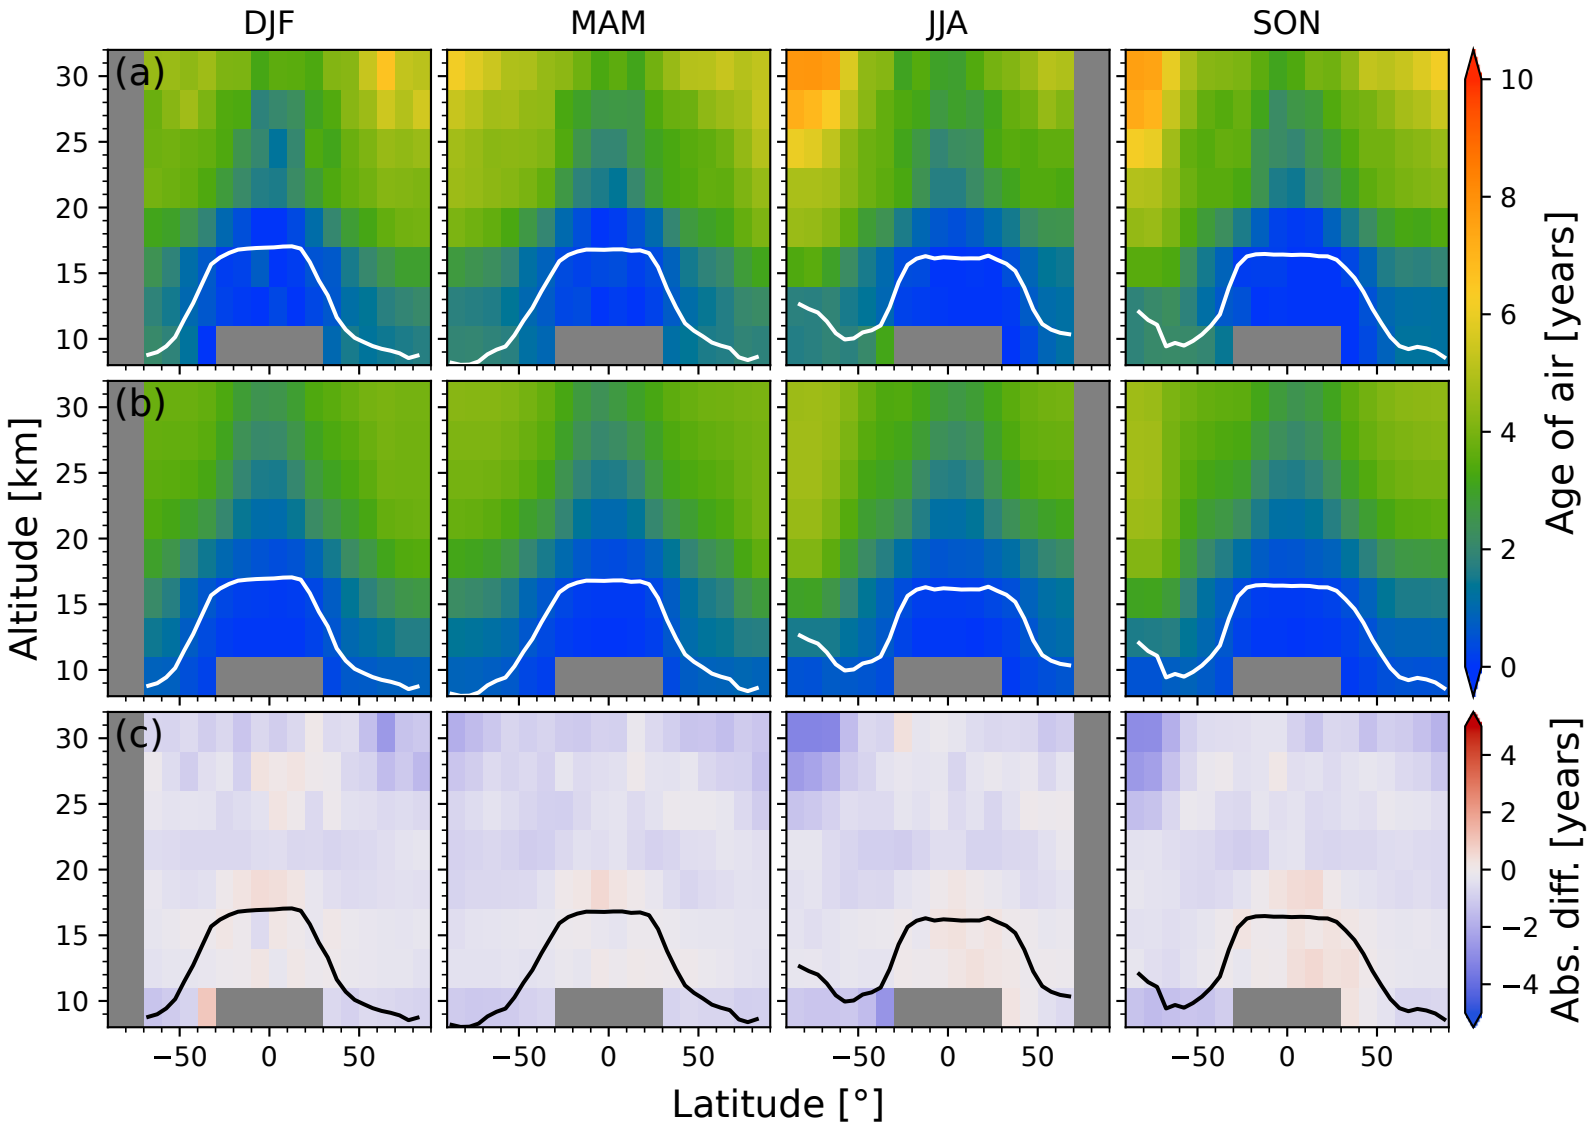 DJF MAM JJA SON
(a)
30
25
20
15
10
10
8
6
4
2
0
Age of air [years]
(b)
30
25
20
15
10
Altitude [km]
(c)
30
25
20
15
10
4
2
0
−2
−4
Abs. diff. [years]
−50 0 50 −50 0 50 −50 0 50 −50 0 50
Latitude [°]